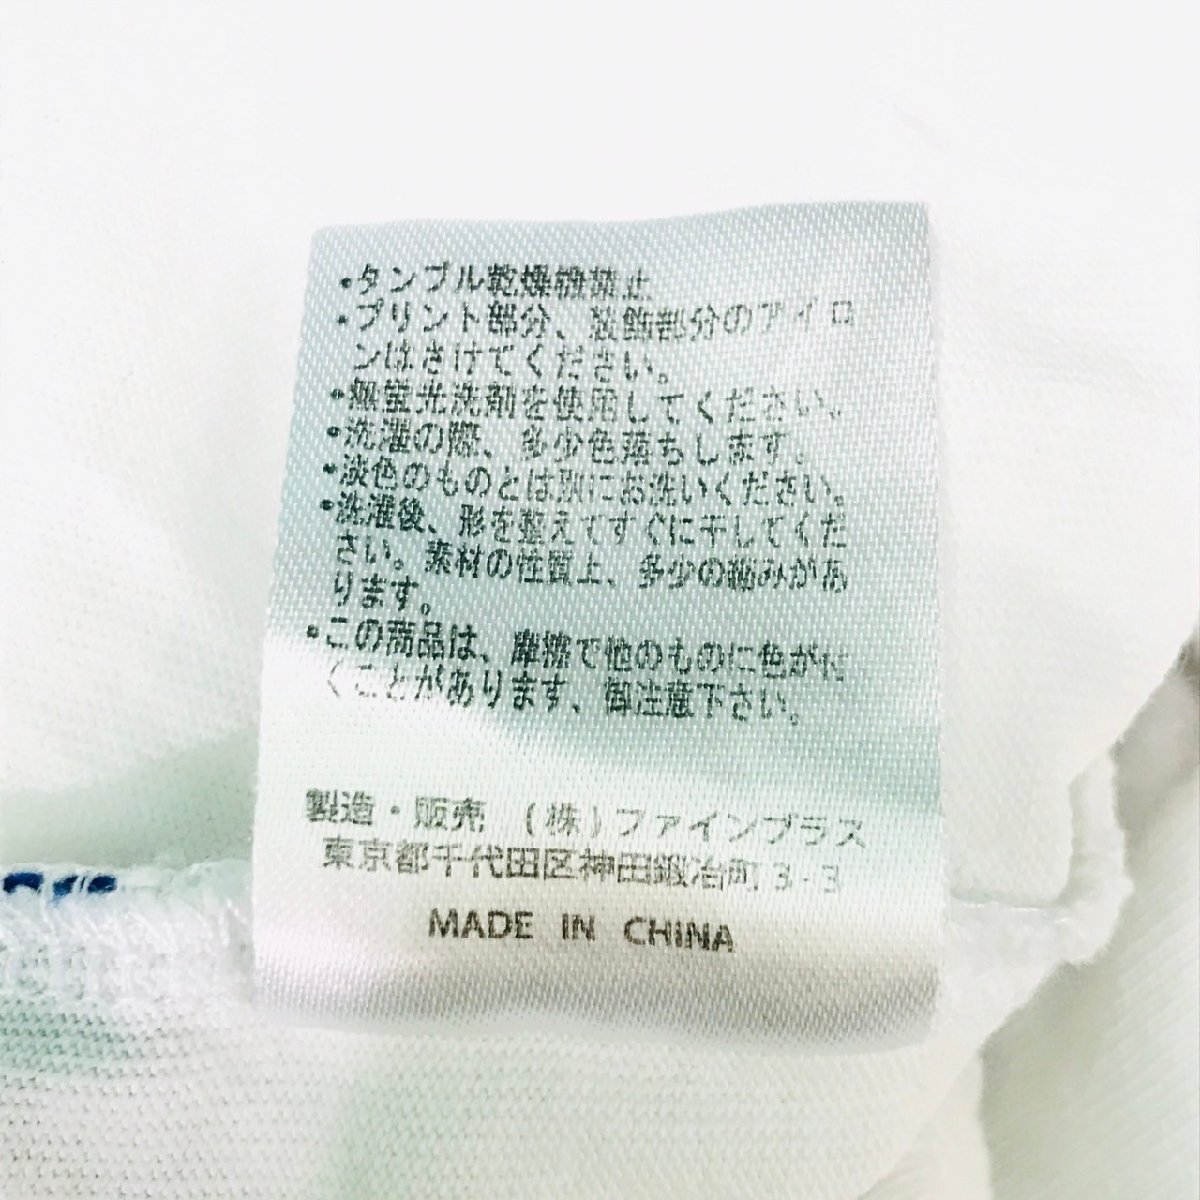 ・タンブル乾燥機禁止
・プリント部分、装飾部分のアイロ
ンはさけてください。
・無蛍光洗剤を使用してください。
・洗濯の際、多少色落ちします。
・淡色のものとは別にお洗いください。
・洗濯後、形を整えてすぐに干してくだ
さい。素材の性質上、多少の縮みがあ
ります。
・この商品は、摩擦で他のものに色が付
くことがあります、御注意下さい。
製造・販売 (株)ファインプラス
東京都千代田区神田鍛冶町3-3
MADE IN CHINA